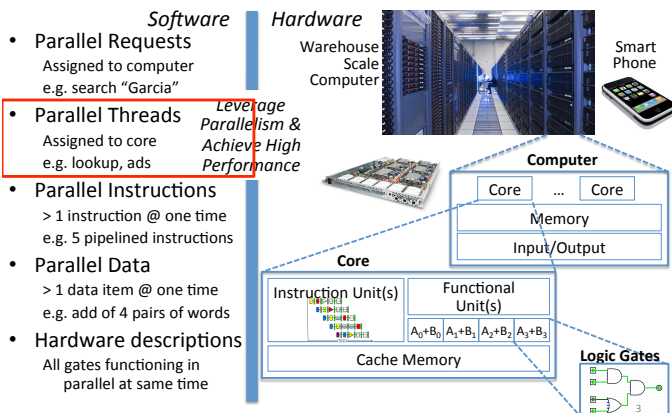 Software
Hardware
• Parallel Requests
Assigned to computer
e.g. search “Garcia”
• Parallel Threads
Assigned to core
e.g. lookup, ads
Leverage
Parallelism &
Achieve High
Performance
• Parallel Instructions
> 1 instruction @ one time
e.g. 5 pipelined instructions
• Parallel Data
> 1 data item @ one time
e.g. add of 4 pairs of words
• Hardware descriptions
All gates functioning in
parallel at same time
Warehouse
Scale
Computer
Smart
Phone
Computer
Core
…
Core
Memory
Input/Output
Core
Instruction Unit(s)
Functional
Unit(s)
A₀+B₀ A₁+B₁ A₂+B₂ A₃+B₃
Cache Memory
Logic Gates
3